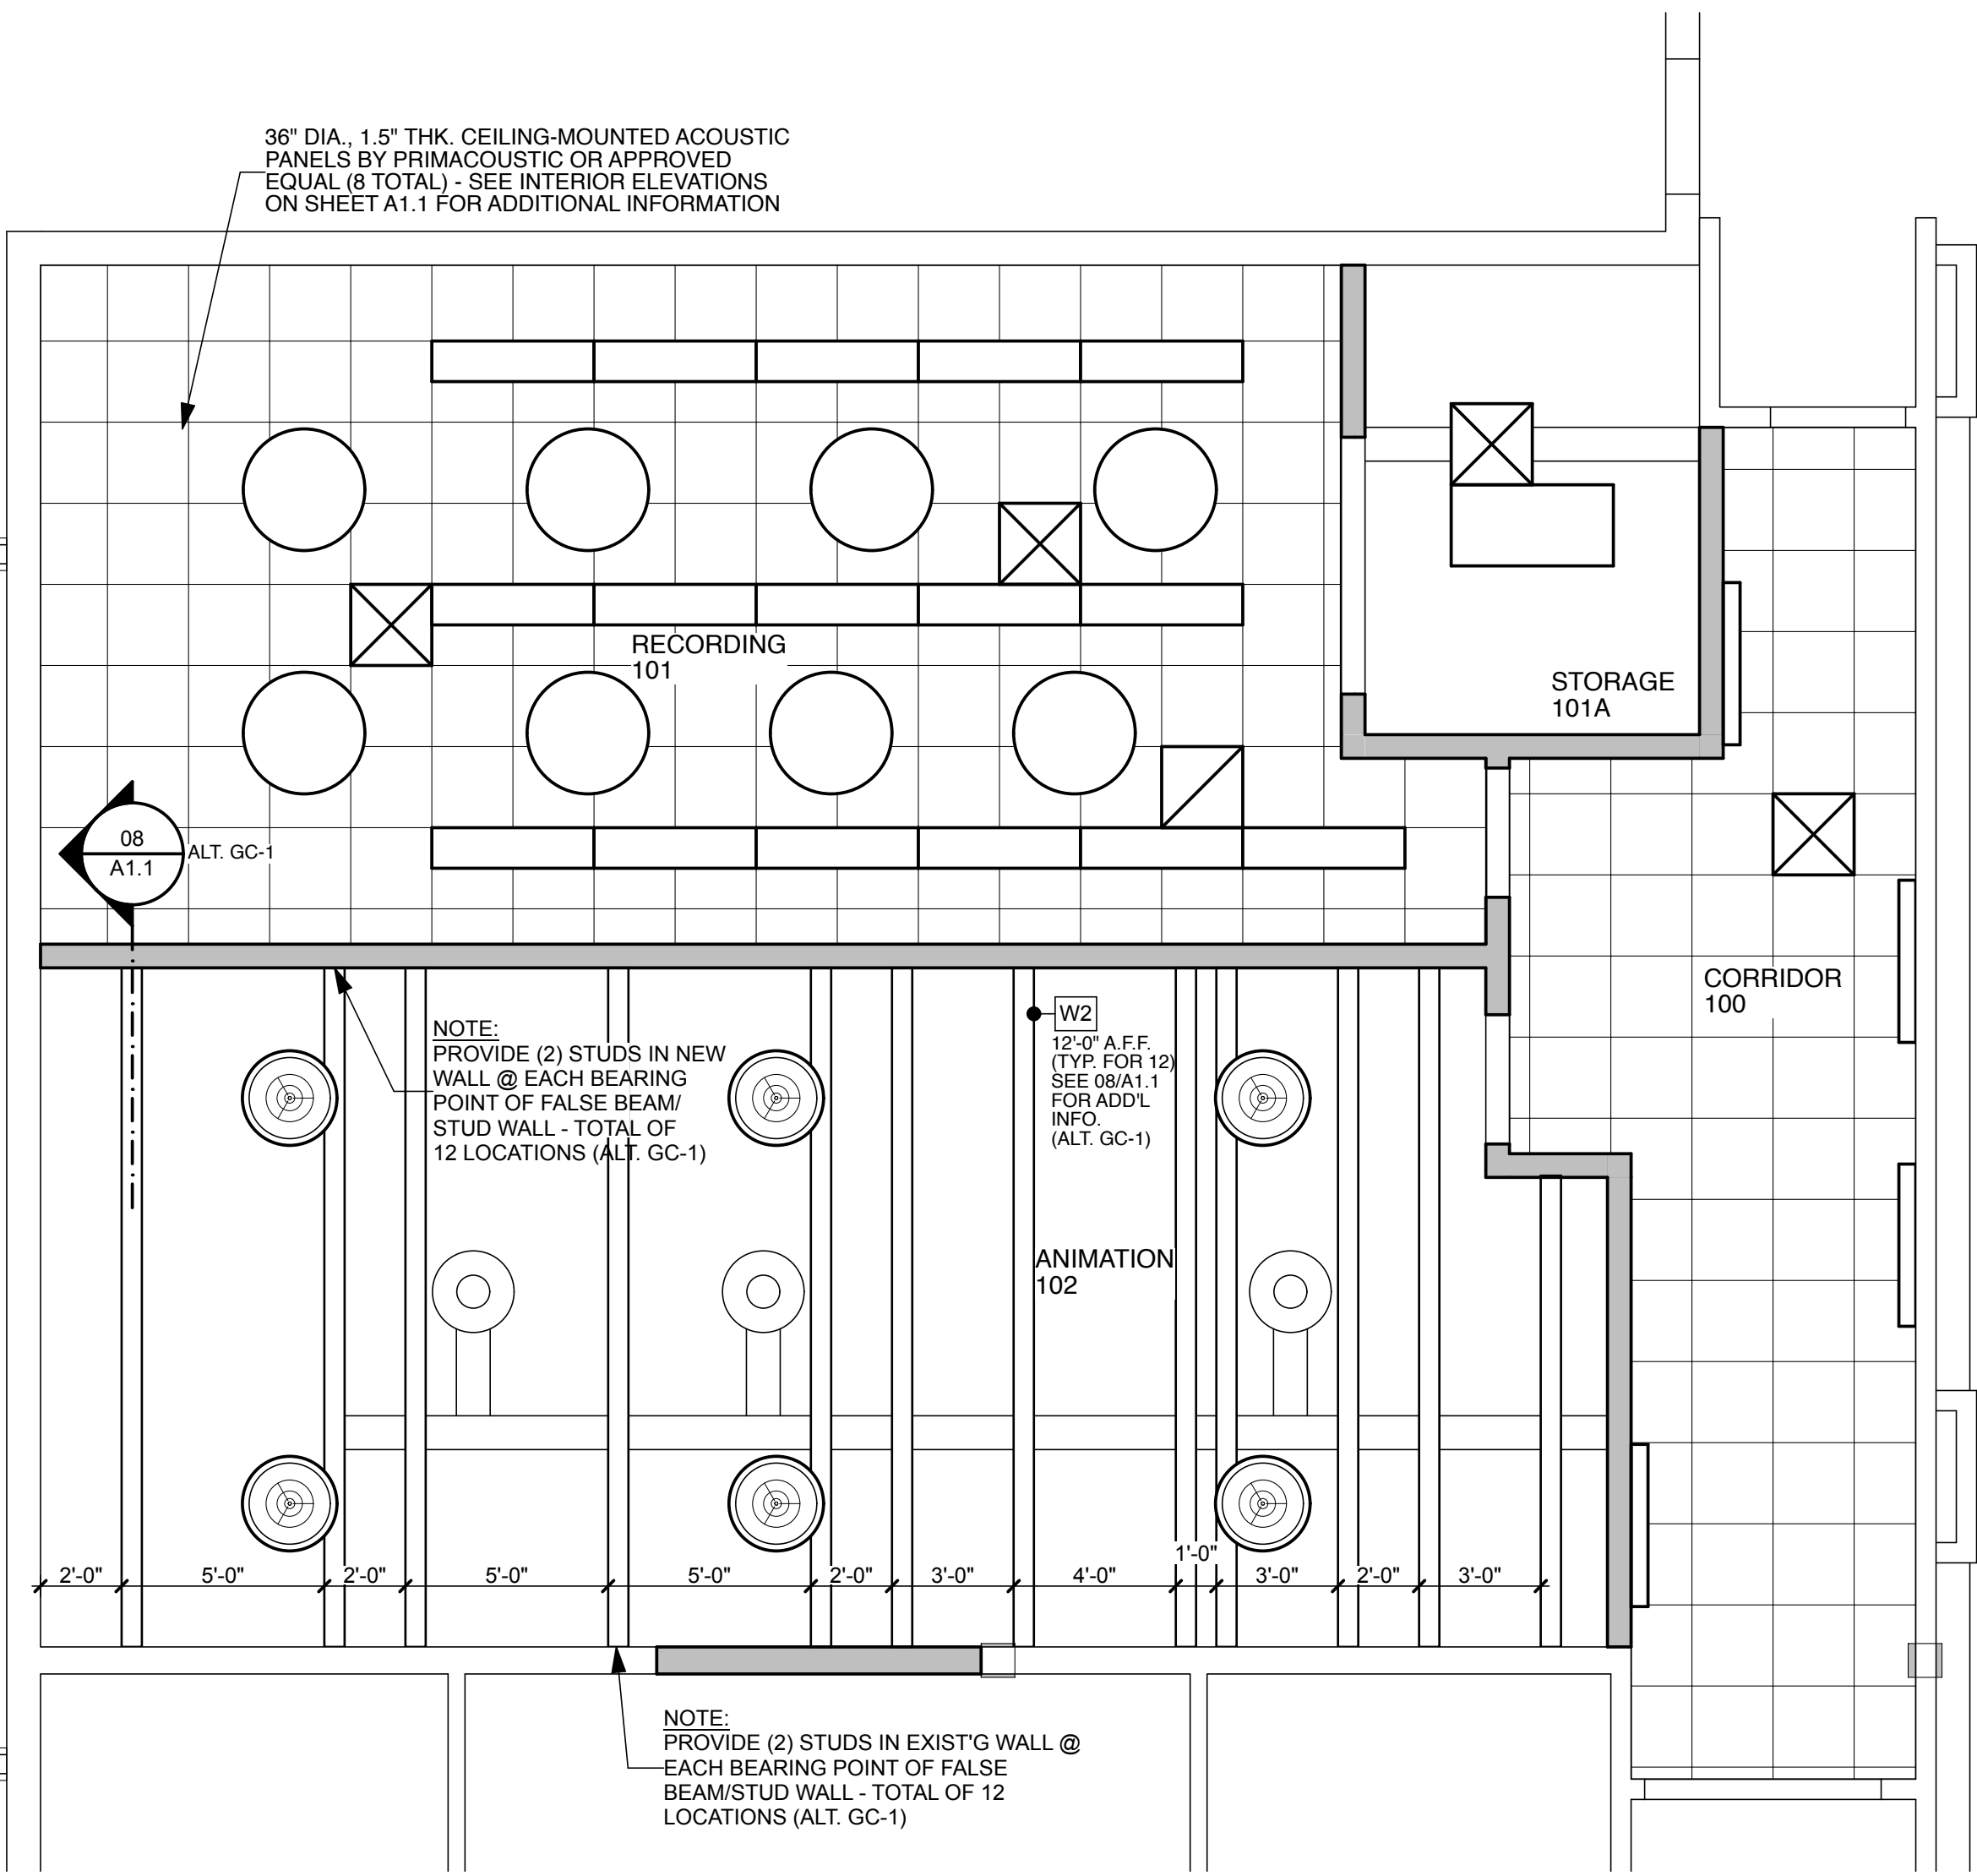 36" DIA., 1.5" THK. CEILING-MOUNTED ACOUSTIC
PANELS BY PRIMACOUSTIC OR APPROVED
EQUAL (8 TOTAL) - SEE INTERIOR ELEVATIONS
ON SHEET A1.1 FOR ADDITIONAL INFORMATION
RECORDING
101
STORAGE
101A
08
A1.1
ALT. GC-1
CORRIDOR
100
NOTE:
PROVIDE (2) STUDS IN NEW
WALL @ EACH BEARING
POINT OF FALSE BEAM/
STUD WALL - TOTAL OF
12 LOCATIONS (ALT. GC-1)
W2
12'-0" A.F.F.
(TYP. FOR 12)
SEE 08/A1.1
FOR ADD'L
INFO.
(ALT. GC-1)
ANIMATION
102
2'-0" 5'-0" 2'-0" 5'-0" 5'-0" 2'-0" 3'-0" 4'-0" 1'-0" 3'-0" 2'-0" 3'-0"
NOTE:
PROVIDE (2) STUDS IN EXIST'G WALL @
EACH BEARING POINT OF FALSE
BEAM/STUD WALL - TOTAL OF 12
LOCATIONS (ALT. GC-1)